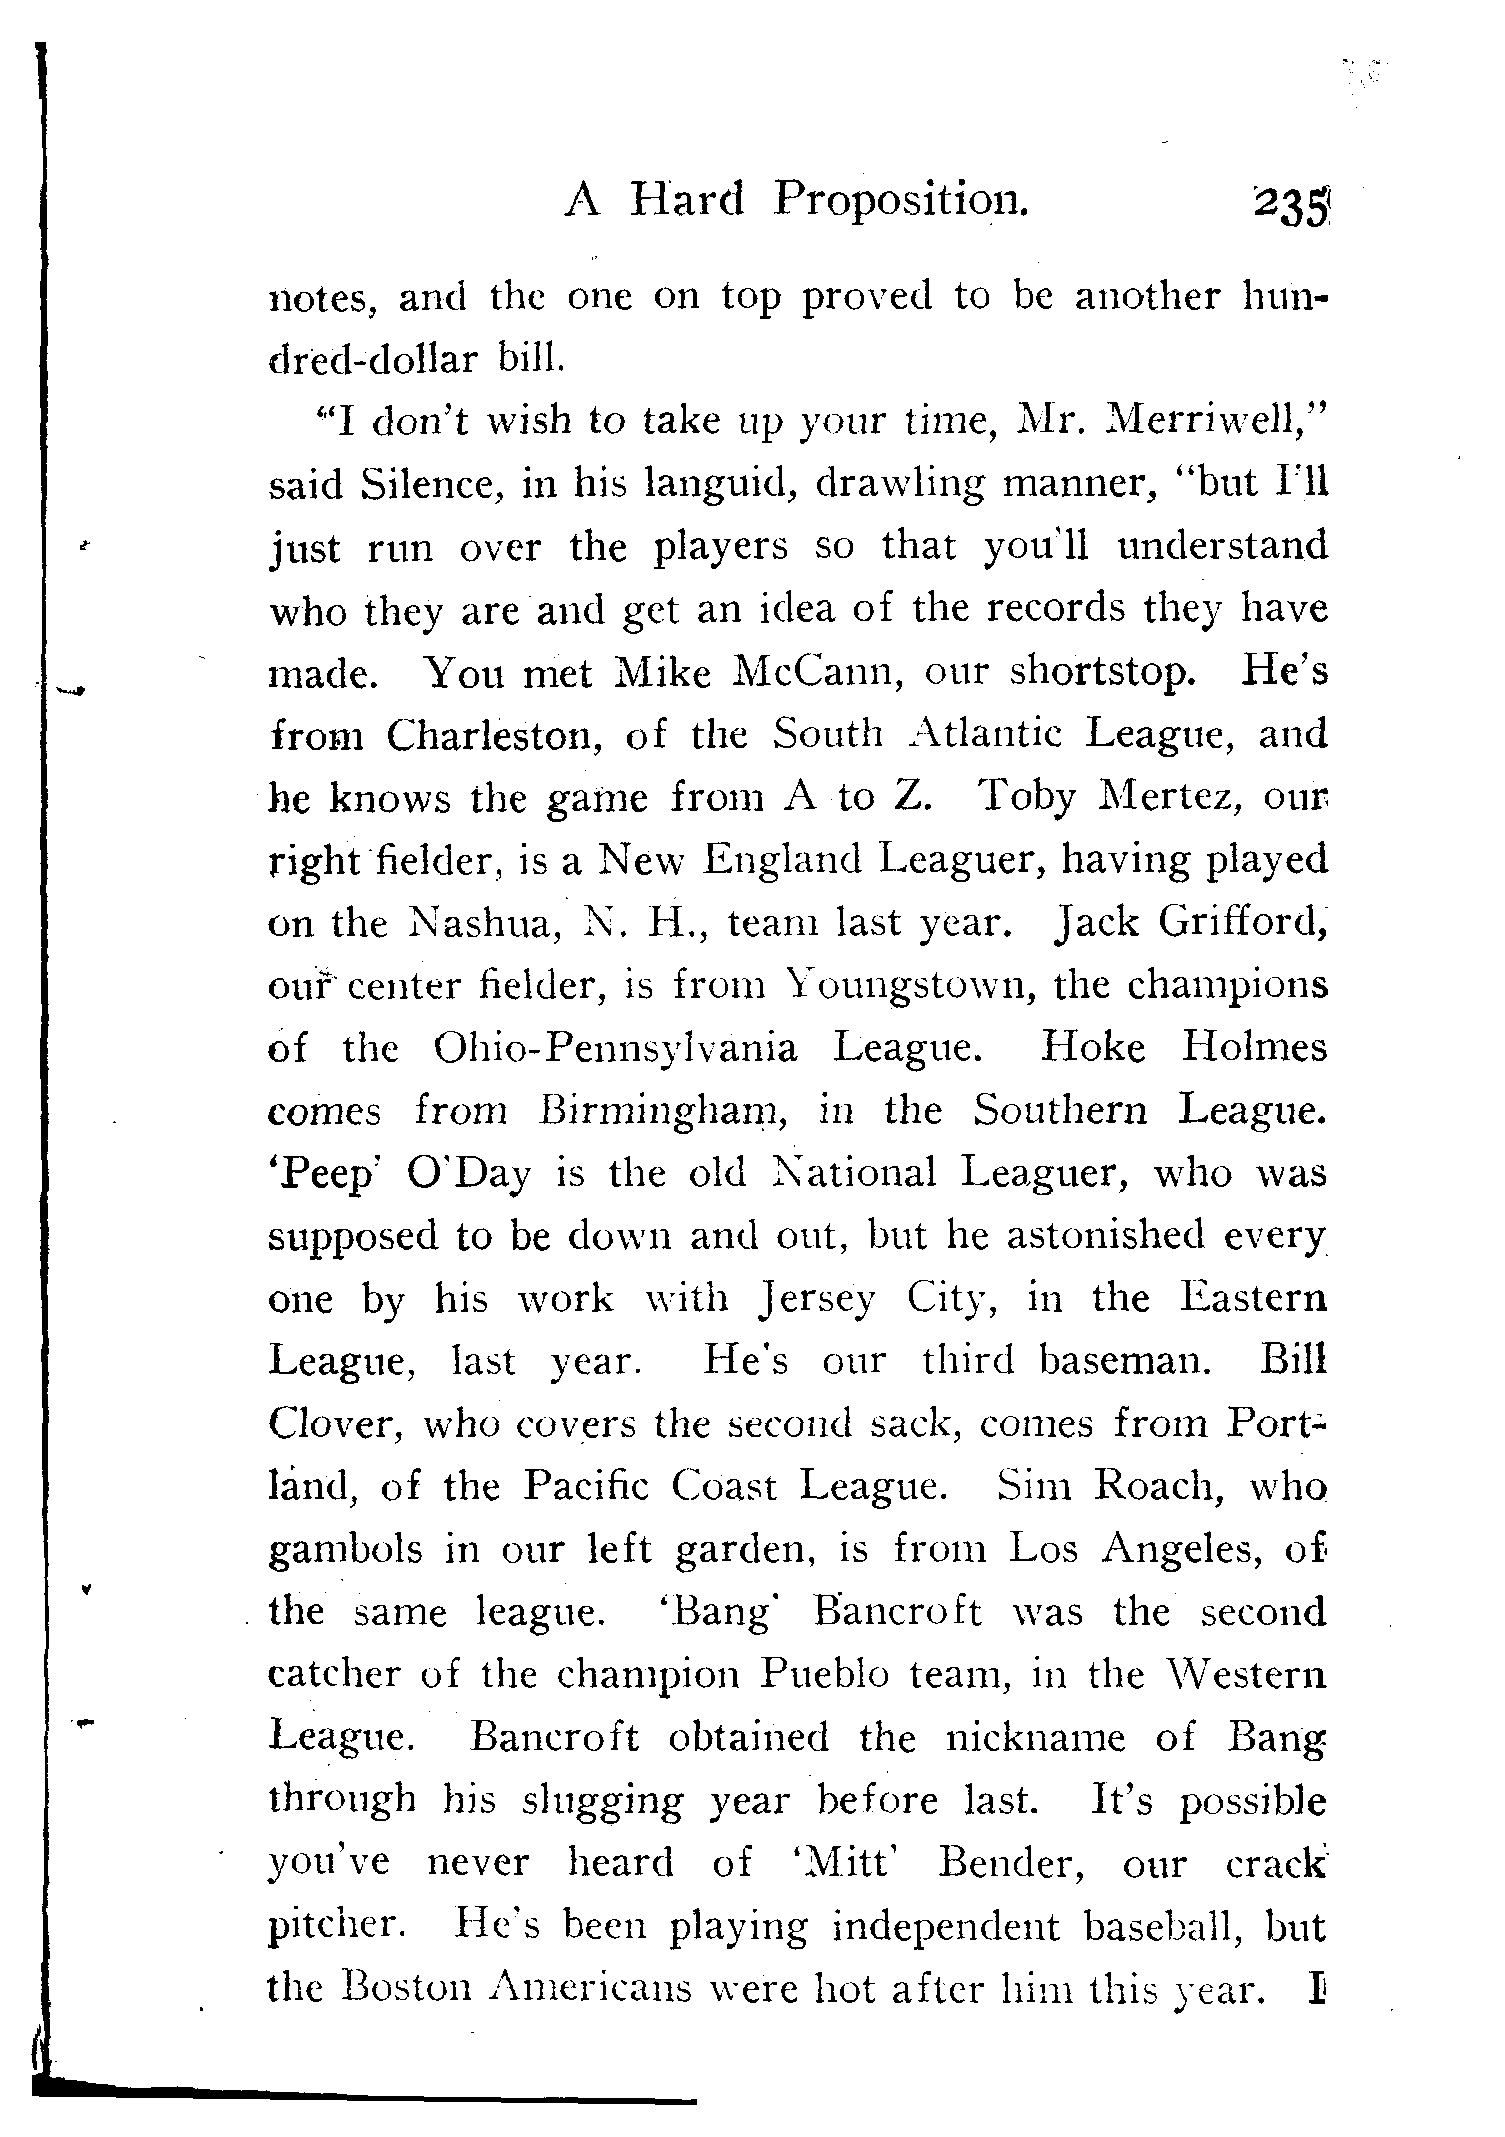 A Hard Proposition. 235
notes, and the one on top proved to be another hun-
dred-dollar bill.
"I don't wish to take up your time, Mr. Merriwell,"
said Silence, in his languid, drawling manner, "but I'll
just run over the players so that you'll understand
who they are and get an idea of the records they have
made. You met Mike McCann, our shortstop. He's
from Charleston, of the South Atlantic League, and
he knows the game from A to Z. Toby Mertez, our
right fielder, is a New England Leaguer, having played
on the Nashua, N. H., team last year. Jack Grifford,
our center fielder, is from Youngstown, the champions
of the Ohio-Pennsylvania League. Hoke Holmes
comes from Birmingham, in the Southern League.
'Peep' O'Day is the old National Leaguer, who was
supposed to be down and out, but he astonished every
one by his work with Jersey City, in the Eastern
League, last year. He's our third baseman. Bill
Clover, who covers the second sack, comes from Port-
land, of the Pacific Coast League. Sim Roach, who
gambols in our left garden, is from Los Angeles, of
the same league. 'Bang' Bancroft was the second
catcher of the champion Pueblo team, in the Western
League. Bancroft obtained the nickname of Bang
through his slugging year before last. It's possible
you've never heard of 'Mitt' Bender, our crack
pitcher. He's been playing independent baseball, but
the Boston Americans were hot after him this year. I